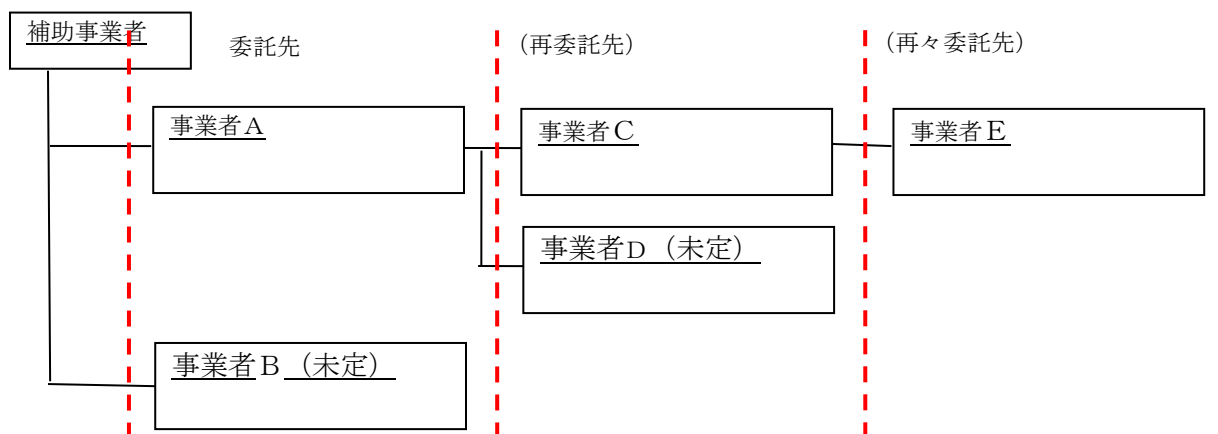 補助事業者
委託先
（再委託先）
（再々委託先）
事業者Ａ
事業者Ｃ
事業者Ｅ
事業者D（未定）
事業者Ｂ（未定）